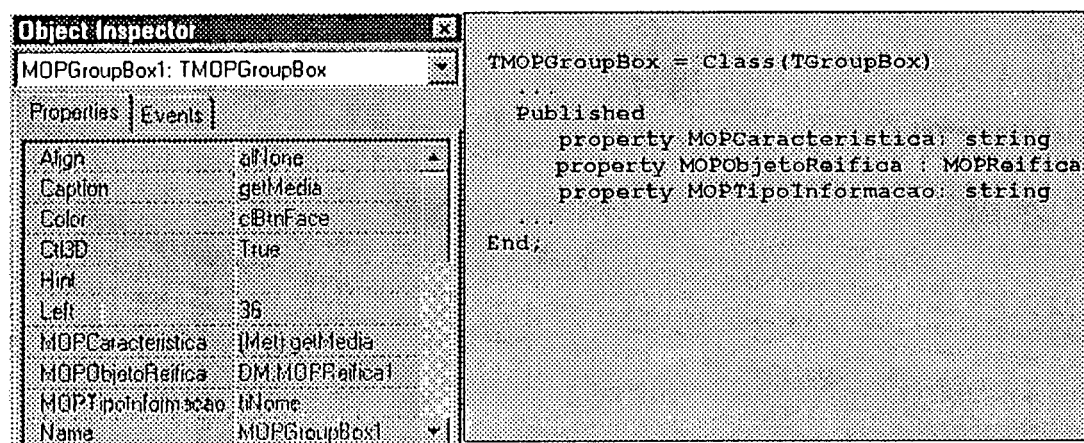 Object Inspector
MOPGroupBox1: TMOPGroupBox
Properties Events
Align alNone
Caption getMedia
Color clBtnFace
Ctl3D True
Hint
Left 36
MOPCaracteristica (Met) getMedia
MOPObjetoReifica DM.MOPReifica1
MOPTipoInformacao tiNome
Name MOPGroupBox1
TMOPGroupBox = Class(TGroupBox)
...
Published
property MOPCaracteristica: string
property MOPObjetoReifica : MOPReifica
property MOPTipoInformacao: string
...
End;